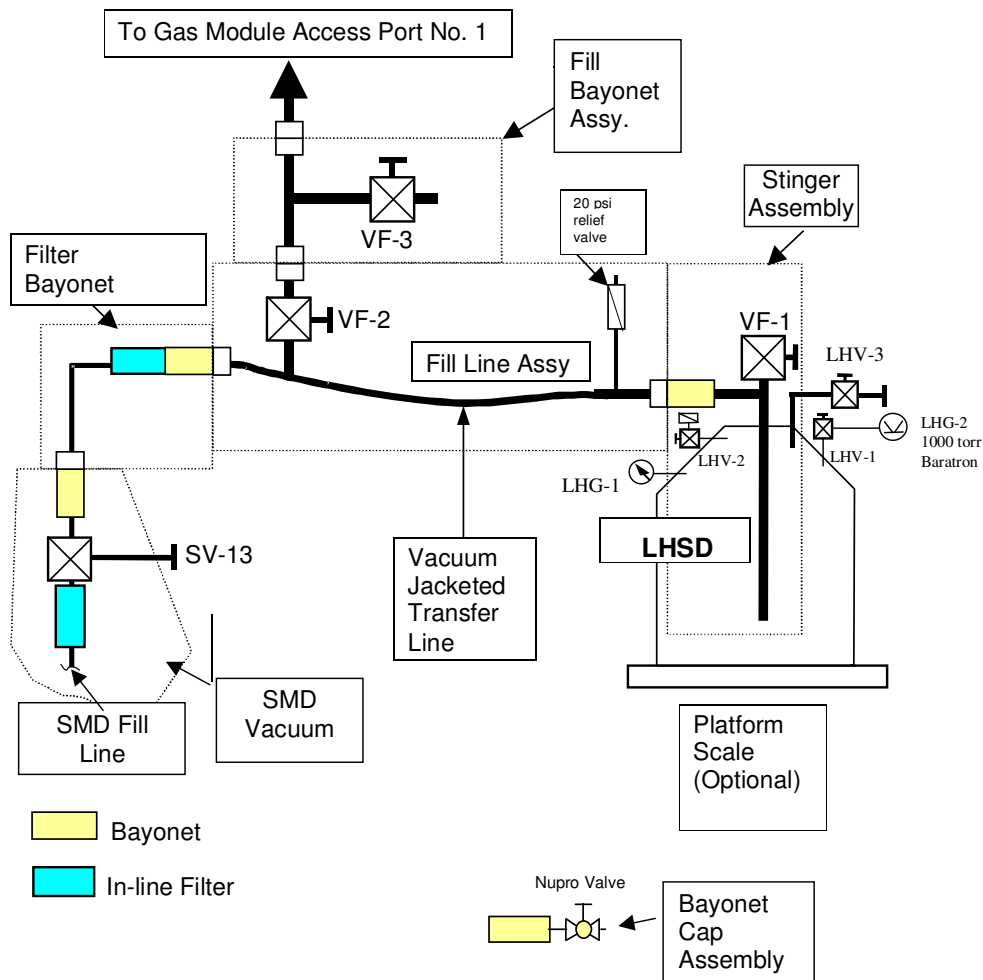 To Gas Module Access Port No. 1
Fill
Bayonet
Assy.
VF-3
20 psi
relief
valve
Stinger
Assembly
Filter
Bayonet
VF-2
VF-1
Fill Line Assy
LHV-3
LHG-2
1000 torr
Baratron
LHV-2
LHV-1
LHG-1
LHSD
SV-13
Vacuum
Jacketed
Transfer
Line
SMD Fill
Line
SMD
Vacuum
Platform
Scale
(Optional)
Bayonet
In-line Filter
Nupro Valve
Bayonet
Cap
Assembly